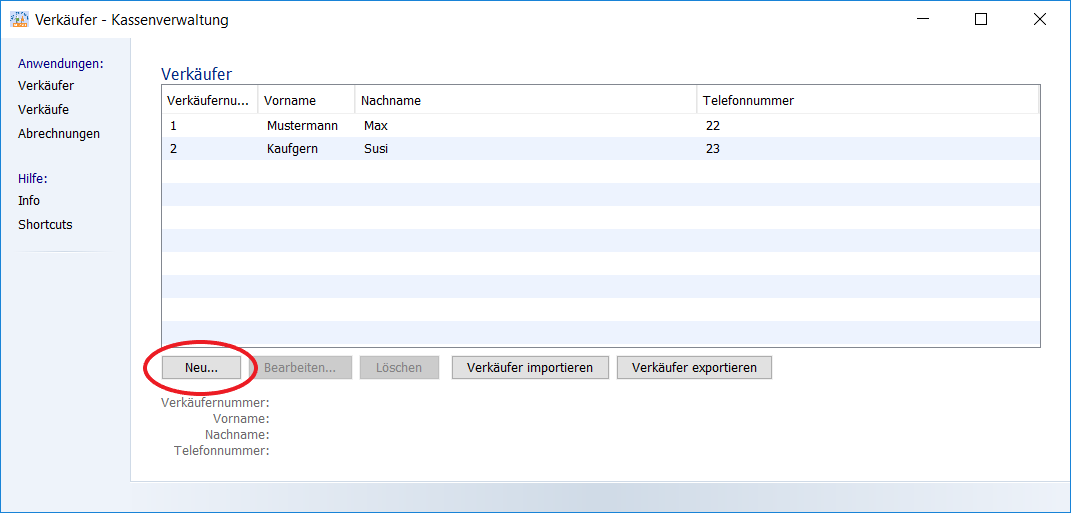 Verkäufer - Kassenverwaltung
Anwendungen:
Verkäufer
Verkäufe
Abrechnungen
Hilfe:
Info
Shortcuts
Verkäufer
Verkäufernu... Vorname Nachname Telefonnummer
1 Mustermann Max 22
2 Kaufgern Susi 23
Neu... Bearbeiten... Löschen Verkäufer importieren Verkäufer exportieren
Verkäufernummer:
Vorname:
Nachname:
Telefonnummer: